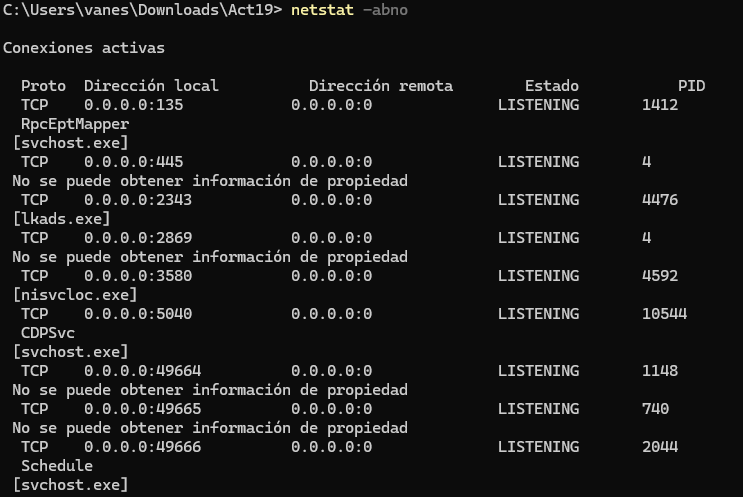 C:\Users\vanes\Downloads\Act19> netstat -abno
Conexiones activas
Proto Dirección local Dirección remota Estado PID
TCP 0.0.0.0:135 0.0.0.0:0 LISTENING 1412
RpcEptMapper
[svchost.exe]
TCP 0.0.0.0:445 0.0.0.0:0 LISTENING 4
No se puede obtener información de propiedad
TCP 0.0.0.0:2343 0.0.0.0:0 LISTENING 4476
[lkads.exe]
TCP 0.0.0.0:2869 0.0.0.0:0 LISTENING 4
No se puede obtener información de propiedad
TCP 0.0.0.0:3580 0.0.0.0:0 LISTENING 4592
[nisvcloc.exe]
TCP 0.0.0.0:5040 0.0.0.0:0 LISTENING 10544
CDPSvc
[svchost.exe]
TCP 0.0.0.0:49664 0.0.0.0:0 LISTENING 1148
No se puede obtener información de propiedad
TCP 0.0.0.0:49665 0.0.0.0:0 LISTENING 740
No se puede obtener información de propiedad
TCP 0.0.0.0:49666 0.0.0.0:0 LISTENING 2044
Schedule
[svchost.exe]